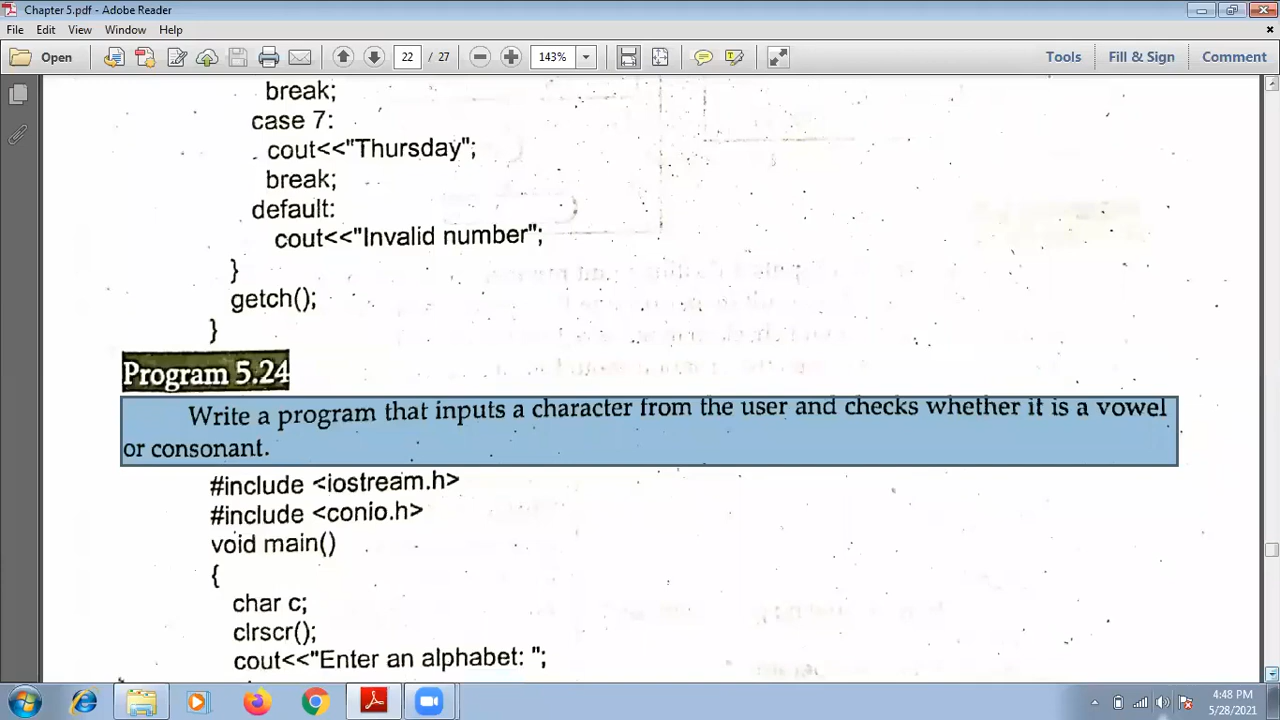 Chapter 5.pdf - Adobe Reader
File Edit View Window Help
Open 22 / 27 143% Tools Fill & Sign Comment
break;
case 7:
cout<<"Thursday";
break;
default:
cout<<"Invalid number";
}
getch();
}
Program 5.24
Write a program that inputs a character from the user and checks whether it is a vowel
or consonant.
#include <iostream.h>
#include <conio.h>
void main()
{
char c;
clrscr();
cout<<"Enter an alphabet: ";
4:48 PM
5/28/2021